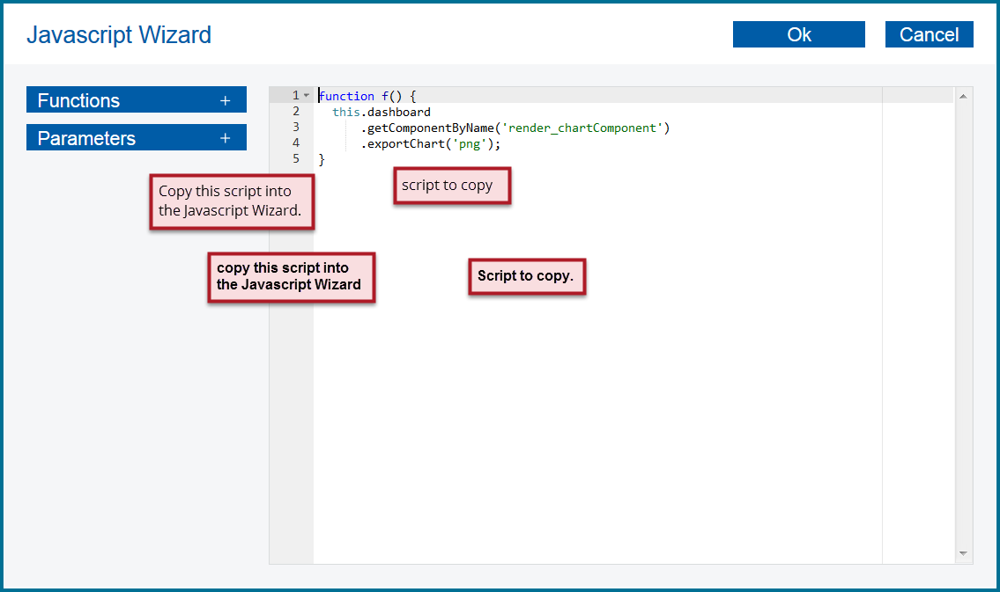 Javascript Wizard
Ok
Cancel
Functions +
Parameters +
1 function f() {
2   this.dashboard
3       .getComponentByName('render_chartComponent')
4       .exportChart('png');
5 }
Copy this script into
the Javascript Wizard.
script to copy
copy this script into
the Javascript Wizard
Script to copy.